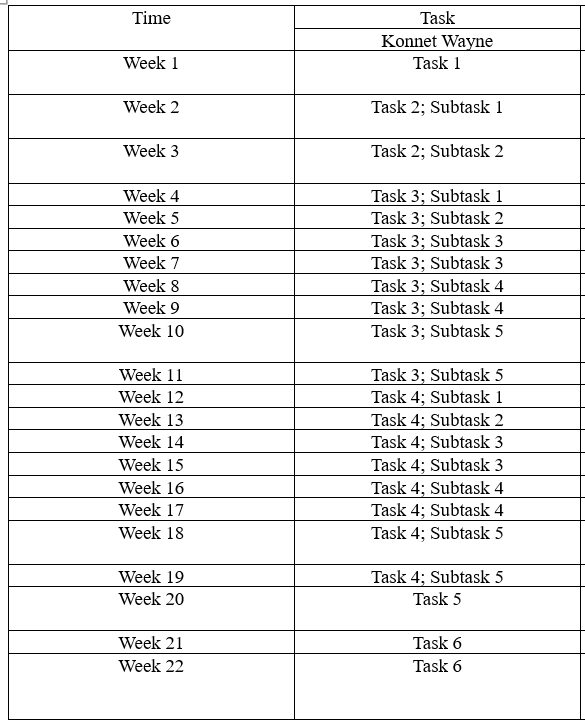 Time Task
Konnet Wayne
Week 1 Task 1
Week 2 Task 2; Subtask 1
Week 3 Task 2; Subtask 2
Week 4 Task 3; Subtask 1
Week 5 Task 3; Subtask 2
Week 6 Task 3; Subtask 3
Week 7 Task 3; Subtask 3
Week 8 Task 3; Subtask 4
Week 9 Task 3; Subtask 4
Week 10 Task 3; Subtask 5
Week 11 Task 3; Subtask 5
Week 12 Task 4; Subtask 1
Week 13 Task 4; Subtask 2
Week 14 Task 4; Subtask 3
Week 15 Task 4; Subtask 3
Week 16 Task 4; Subtask 4
Week 17 Task 4; Subtask 4
Week 18 Task 4; Subtask 5
Week 19 Task 4; Subtask 5
Week 20 Task 5
Week 21 Task 6
Week 22 Task 6